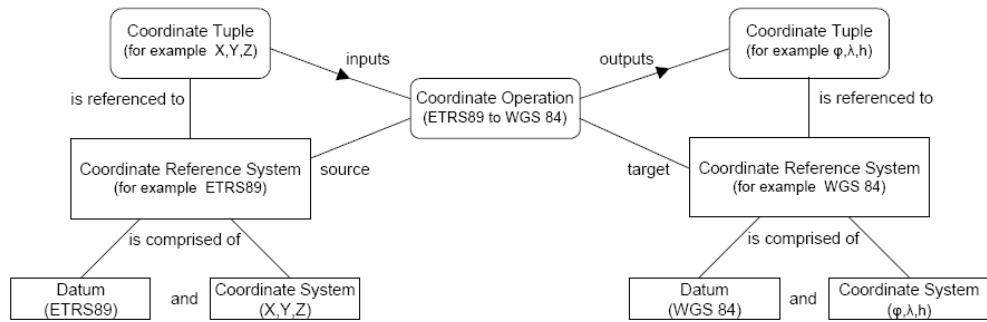 Coordinate Tuple
(for example X,Y,Z)
Coordinate Tuple
(for example φ,λ,h)
inputs
outputs
is referenced to
Coordinate Operation
(ETRS89 to WGS 84)
is referenced to
Coordinate Reference System
(for example ETRS89)
source
target
Coordinate Reference System
(for example WGS 84)
is comprised of
is comprised of
Datum
(ETRS89)
and
Coordinate System
(X,Y,Z)
Datum
(WGS 84)
and
Coordinate System
(φ,λ,h)